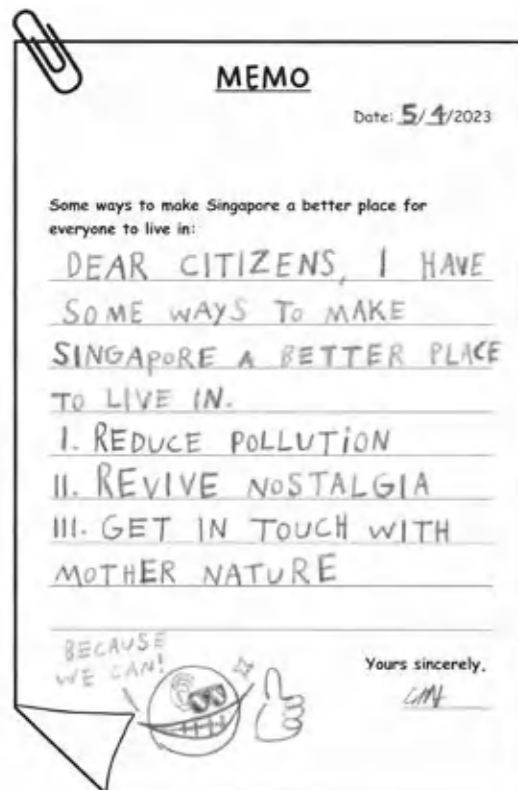 MEMO
Date: 5/4/2023
Some ways to make Singapore a better place for
everyone to live in:
DEAR CITIZENS, I HAVE
SOME WAYS TO MAKE
SINGAPORE A BETTER PLACE
TO LIVE IN.
I. REDUCE POLLUTION
II. REVIVE NOSTALGIA
III. GET IN TOUCH WITH
MOTHER NATURE
BECAUSE
WE CAN!
Yours sincerely,